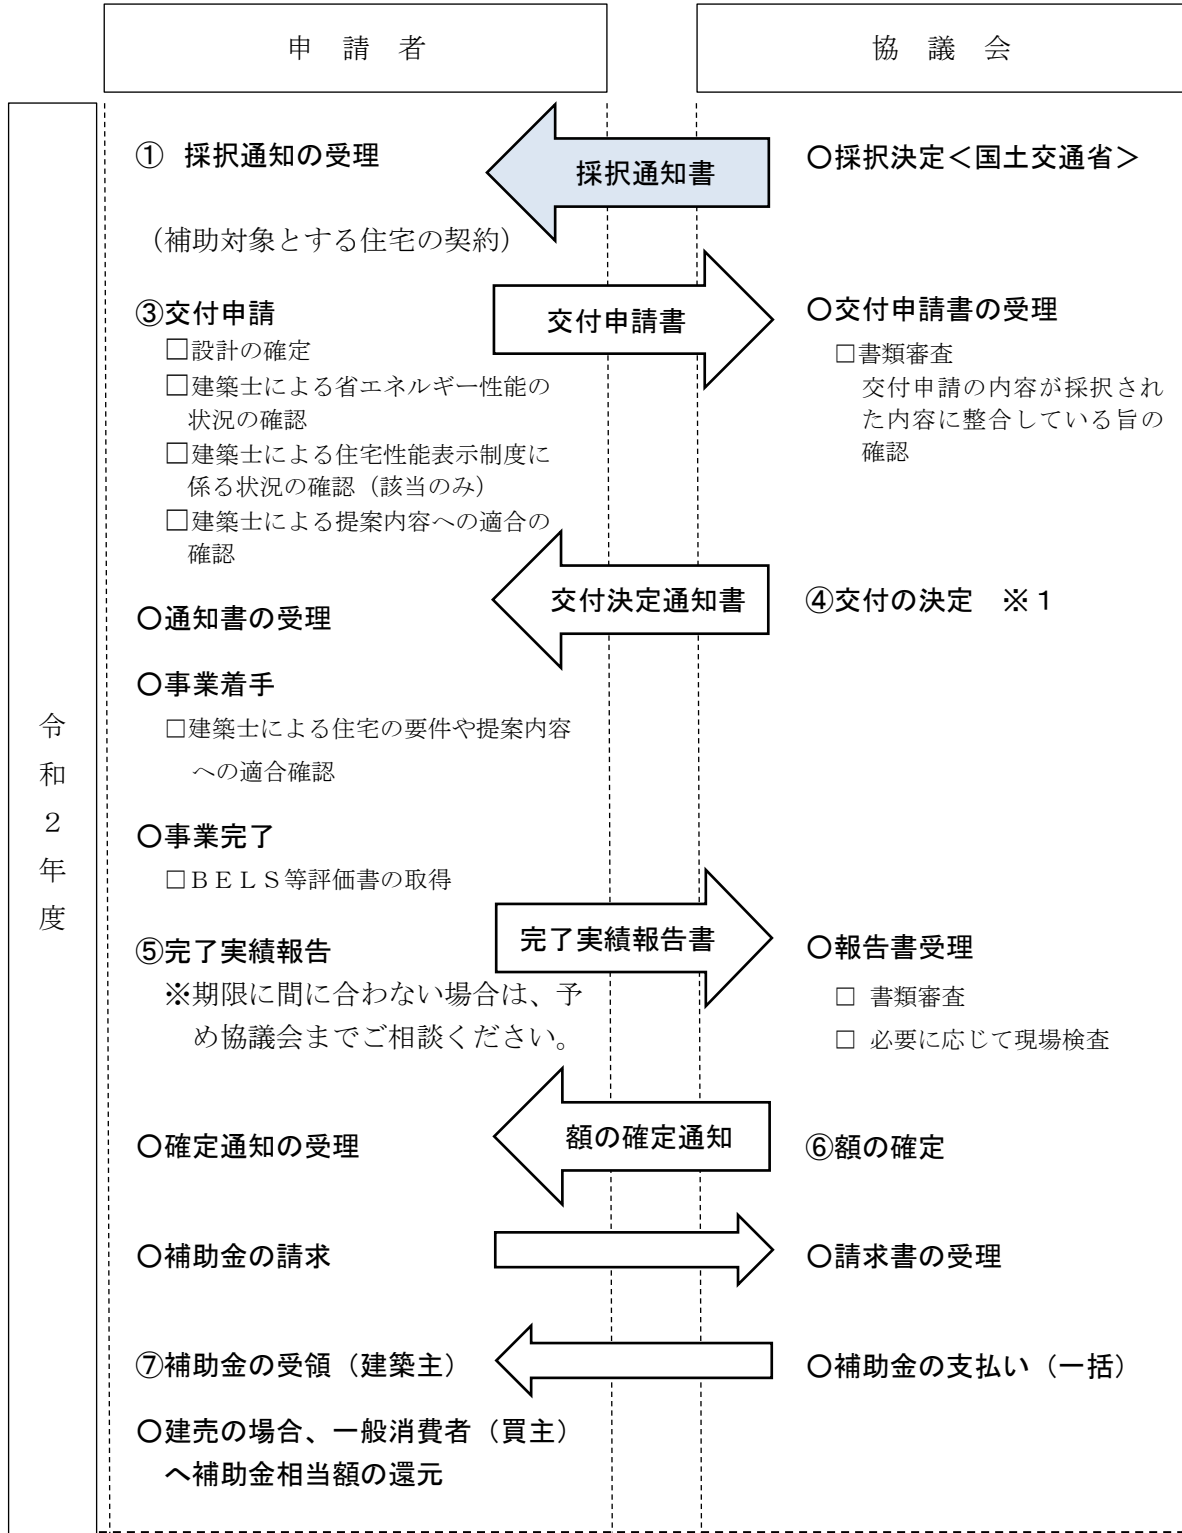 申 請 者
協 議 会
令和２年度
① 採択通知の受理
採択通知書
○採択決定＜国土交通省＞
（補助対象とする住宅の契約）
③交付申請
交付申請書
○交付申請書の受理
□設計の確定
□建築士による省エネルギー性能の
状況の確認
□建築士による住宅性能表示制度に
係る状況の確認（該当のみ）
□建築士による提案内容への適合の
確認
□書類審査
交付申請の内容が採択され
た内容に整合している旨の
確認
交付決定通知書
④交付の決定 ※１
○通知書の受理
○事業着手
□建築士による住宅の要件や提案内容
への適合確認
○事業完了
□ＢＥＬＳ等評価書の取得
⑤完了実績報告
※期限に間に合わない場合は、予
め協議会までご相談ください。
完了実績報告書
○報告書受理
□ 書類審査
□ 必要に応じて現場検査
○確定通知の受理
額の確定通知
⑥額の確定
○補助金の請求
○請求書の受理
⑦補助金の受領（建築主）
○補助金の支払い（一括）
○建売の場合、一般消費者（買主）
へ補助金相当額の還元